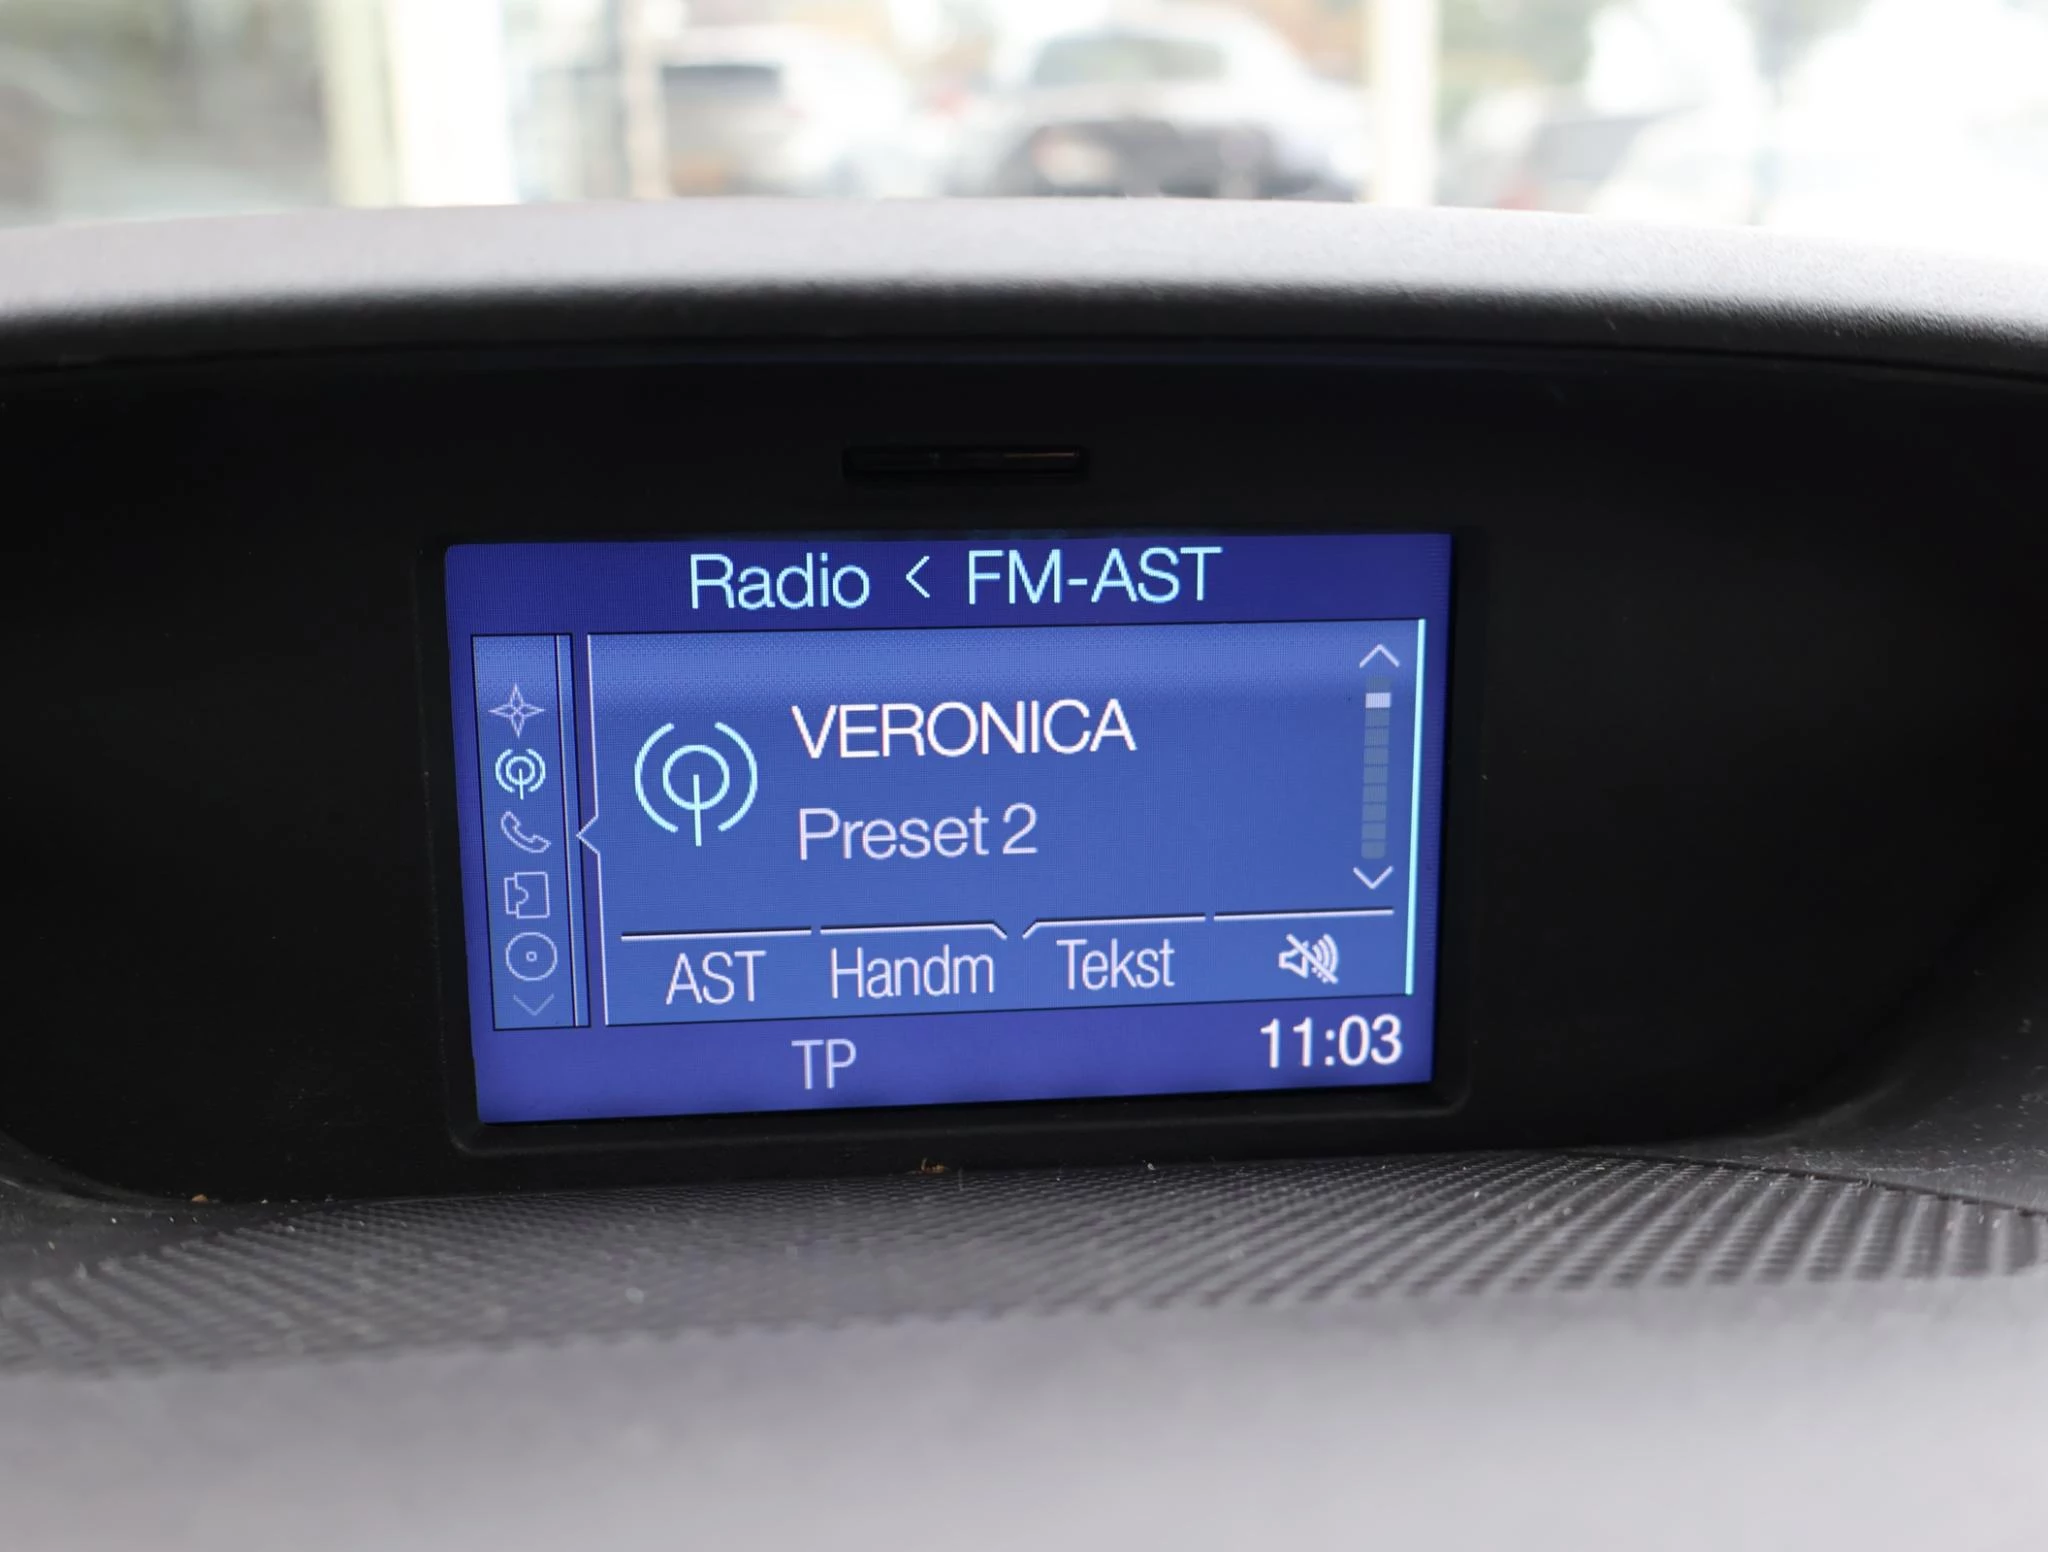 Radio < FM-AST
VERONICA
Preset 2
AST Handm Tekst
TP 11:03